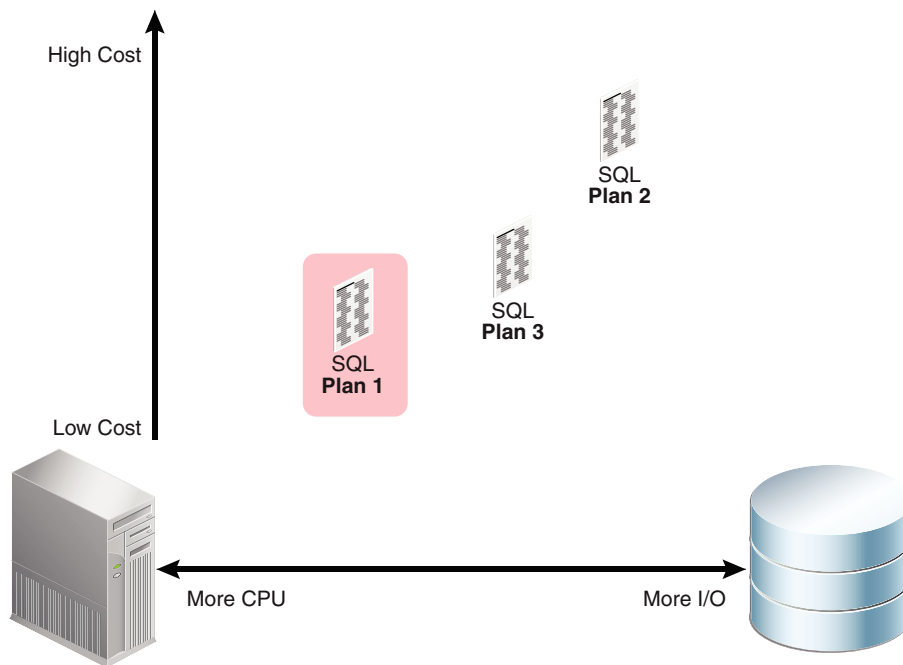 High Cost
SQL
Plan 2
SQL
Plan 3
SQL
Plan 1
Low Cost
More CPU
More I/O